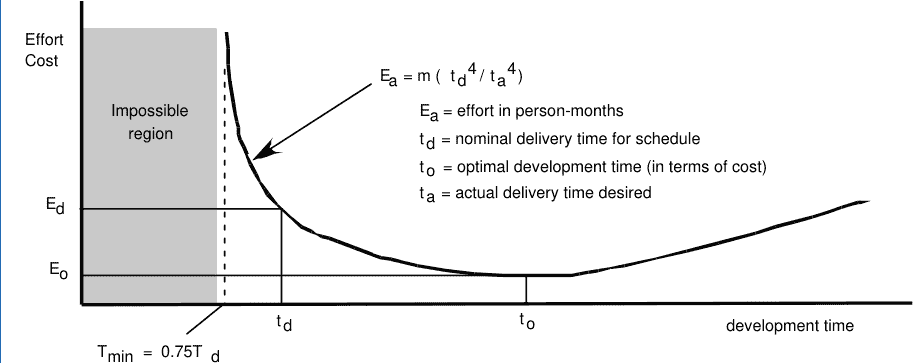 Effort
Cost
Impossible
region
Ea = m ( td4 / ta4)
Ea = effort in person-months
td = nominal delivery time for schedule
to = optimal development time (in terms of cost)
ta = actual delivery time desired
Ed
Eo
td
to
development time
Tmin = 0.75T d